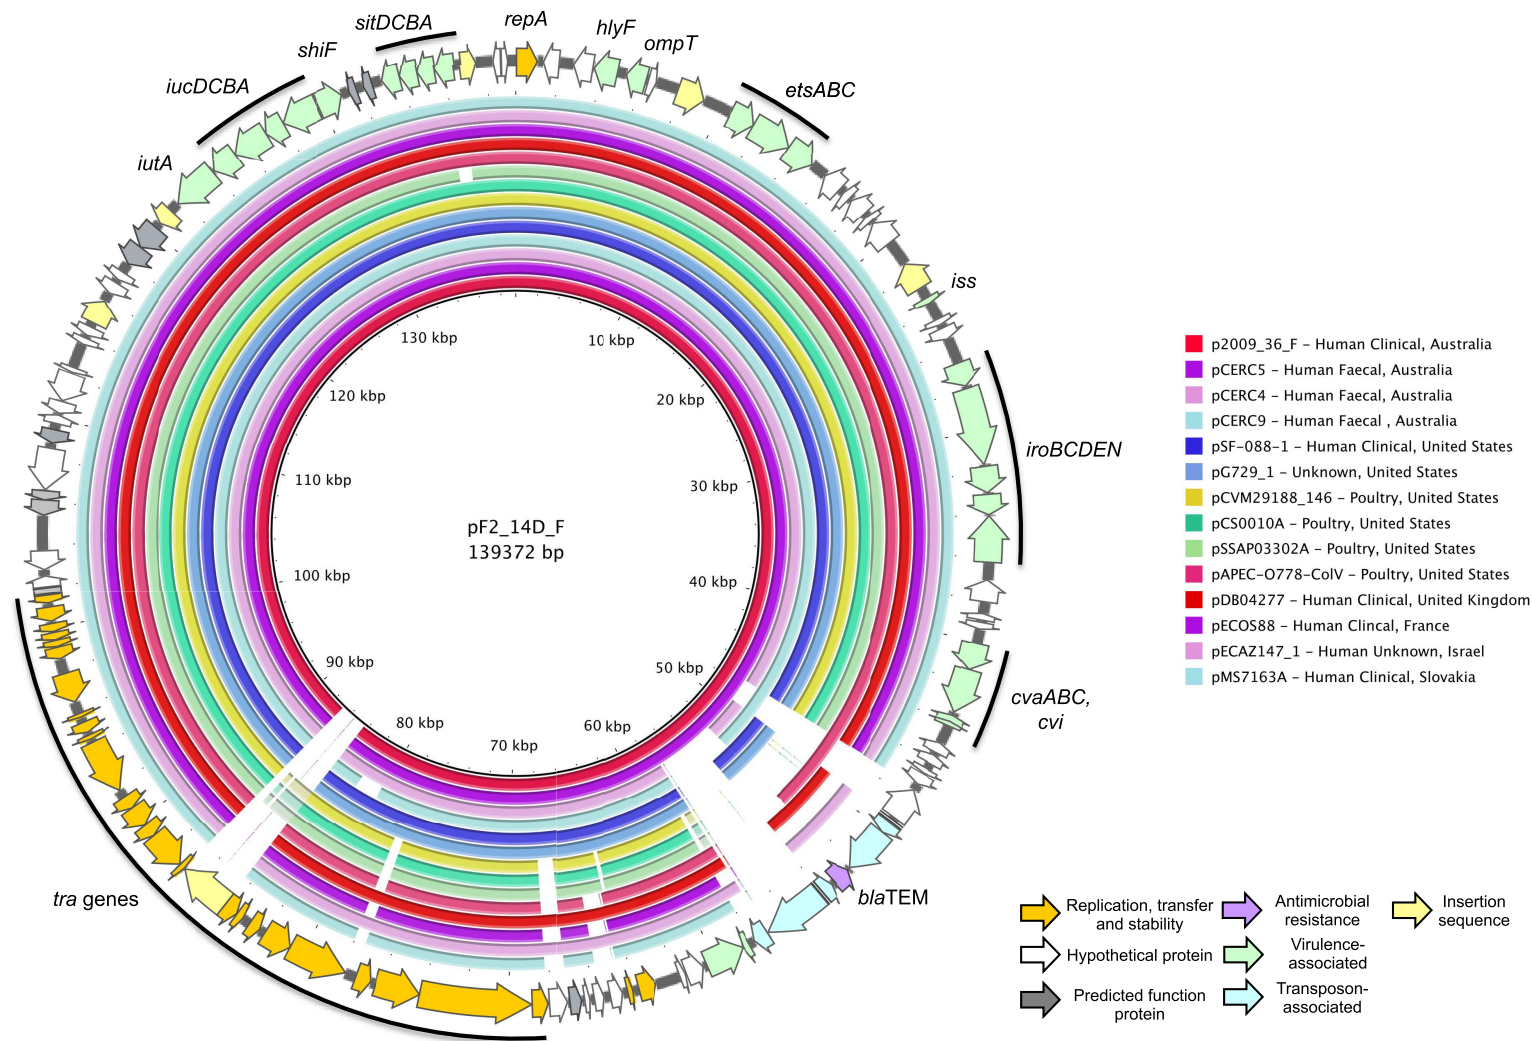 sitDCBA
repA
hlyF
ompT
shiF
iucDCBA
etsABC
iutA
iss
iroBCDEN
cvaABC,
cvi
blaTEM
tra genes
130 kbp
10 kbp
120 kbp
20 kbp
110 kbp
30 kbp
pF2_14D_F
139372 bp
100 kbp
40 kbp
90 kbp
50 kbp
80 kbp
60 kbp
70 kbp
p2009_36_F – Human Clinical, Australia
pCERC5 – Human Faecal, Australia
pCERC4 – Human Faecal, Australia
pCERC9 – Human Faecal , Australia
pSF-088-1 – Human Clinical, United States
pG729_1 – Unknown, United States
pCVM29188_146 – Poultry, United States
pCS0010A – Poultry, United States
pSSAP03302A – Poultry, United States
pAPEC-O778-ColV – Poultry, United States
pDB04277 – Human Clinical, United Kingdom
pECOS88 – Human Clincal, France
pECAZ147_1 – Human Unknown, Israel
pMS7163A – Human Clinical, Slovakia
Replication, transfer
and stability
Hypothetical protein
Predicted function
protein
Antimicrobial
resistance
Virulence-
associated
Transposon-
associated
Insertion
sequence